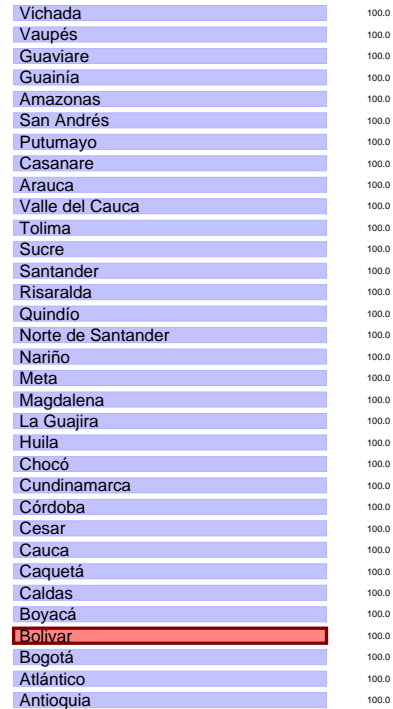 Vichada 100.0
Vaupés 100.0
Guaviare 100.0
Guainía 100.0
Amazonas 100.0
San Andrés 100.0
Putumayo 100.0
Casanare 100.0
Arauca 100.0
Valle del Cauca 100.0
Tolima 100.0
Sucre 100.0
Santander 100.0
Risaralda 100.0
Quindío 100.0
Norte de Santander 100.0
Nariño 100.0
Meta 100.0
Magdalena 100.0
La Guajira 100.0
Huila 100.0
Chocó 100.0
Cundinamarca 100.0
Córdoba 100.0
Cesar 100.0
Cauca 100.0
Caquetá 100.0
Caldas 100.0
Boyacá 100.0
Bolivar 100.0
Bogotá 100.0
Atlántico 100.0
Antioquia 100.0